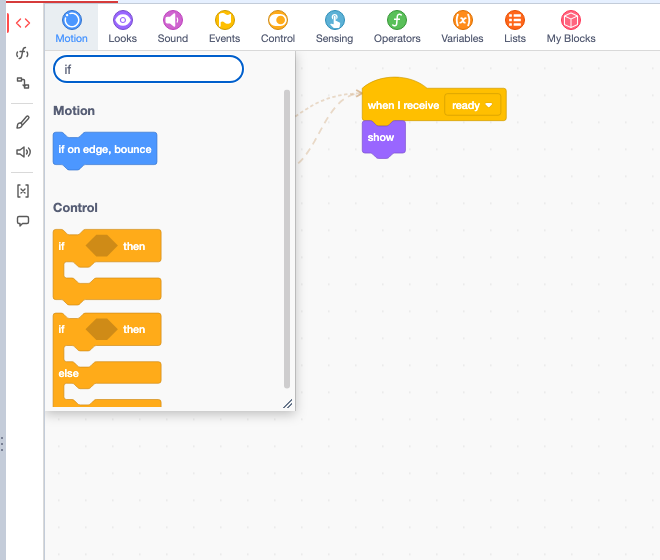 Motion Looks Sound Events Control Sensing Operators Variables Lists My Blocks
if
Motion
if on edge, bounce
Control
if then
if then
else
when I receive ready
show